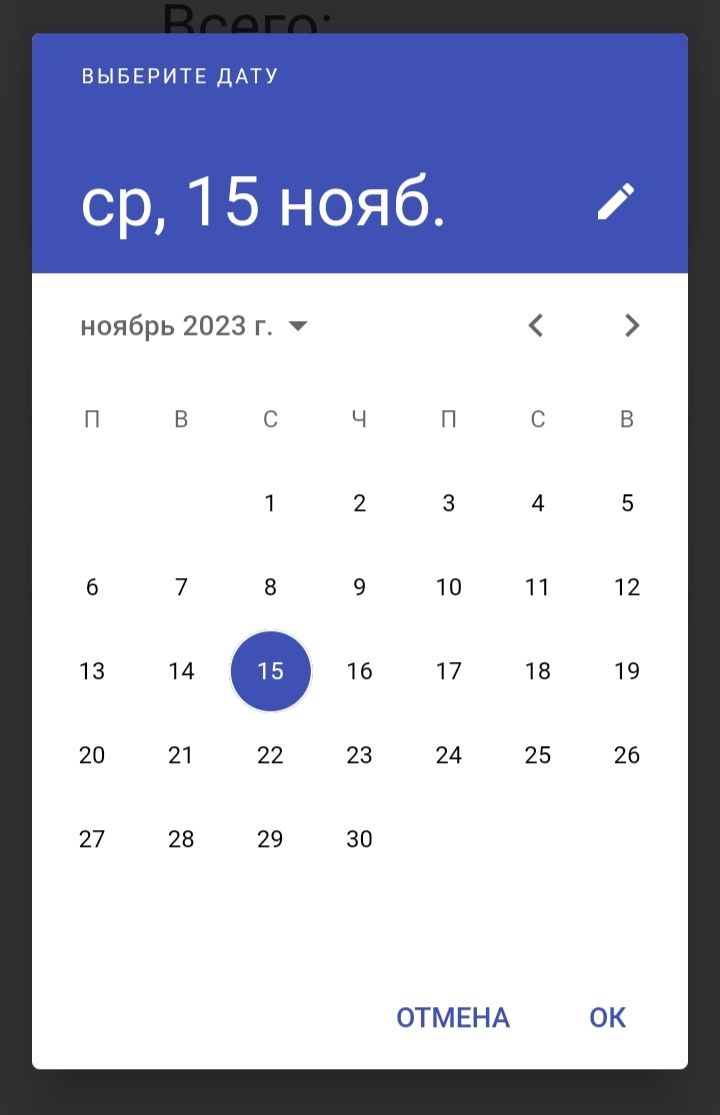 Всего:
ВЫБЕРИТЕ ДАТУ
ср, 15 нояб.
ноябрь 2023 г.
П В С Ч П С В
1 2 3 4 5
6 7 8 9 10 11 12
13 14 15 16 17 18 19
20 21 22 23 24 25 26
27 28 29 30
ОТМЕНА ОК